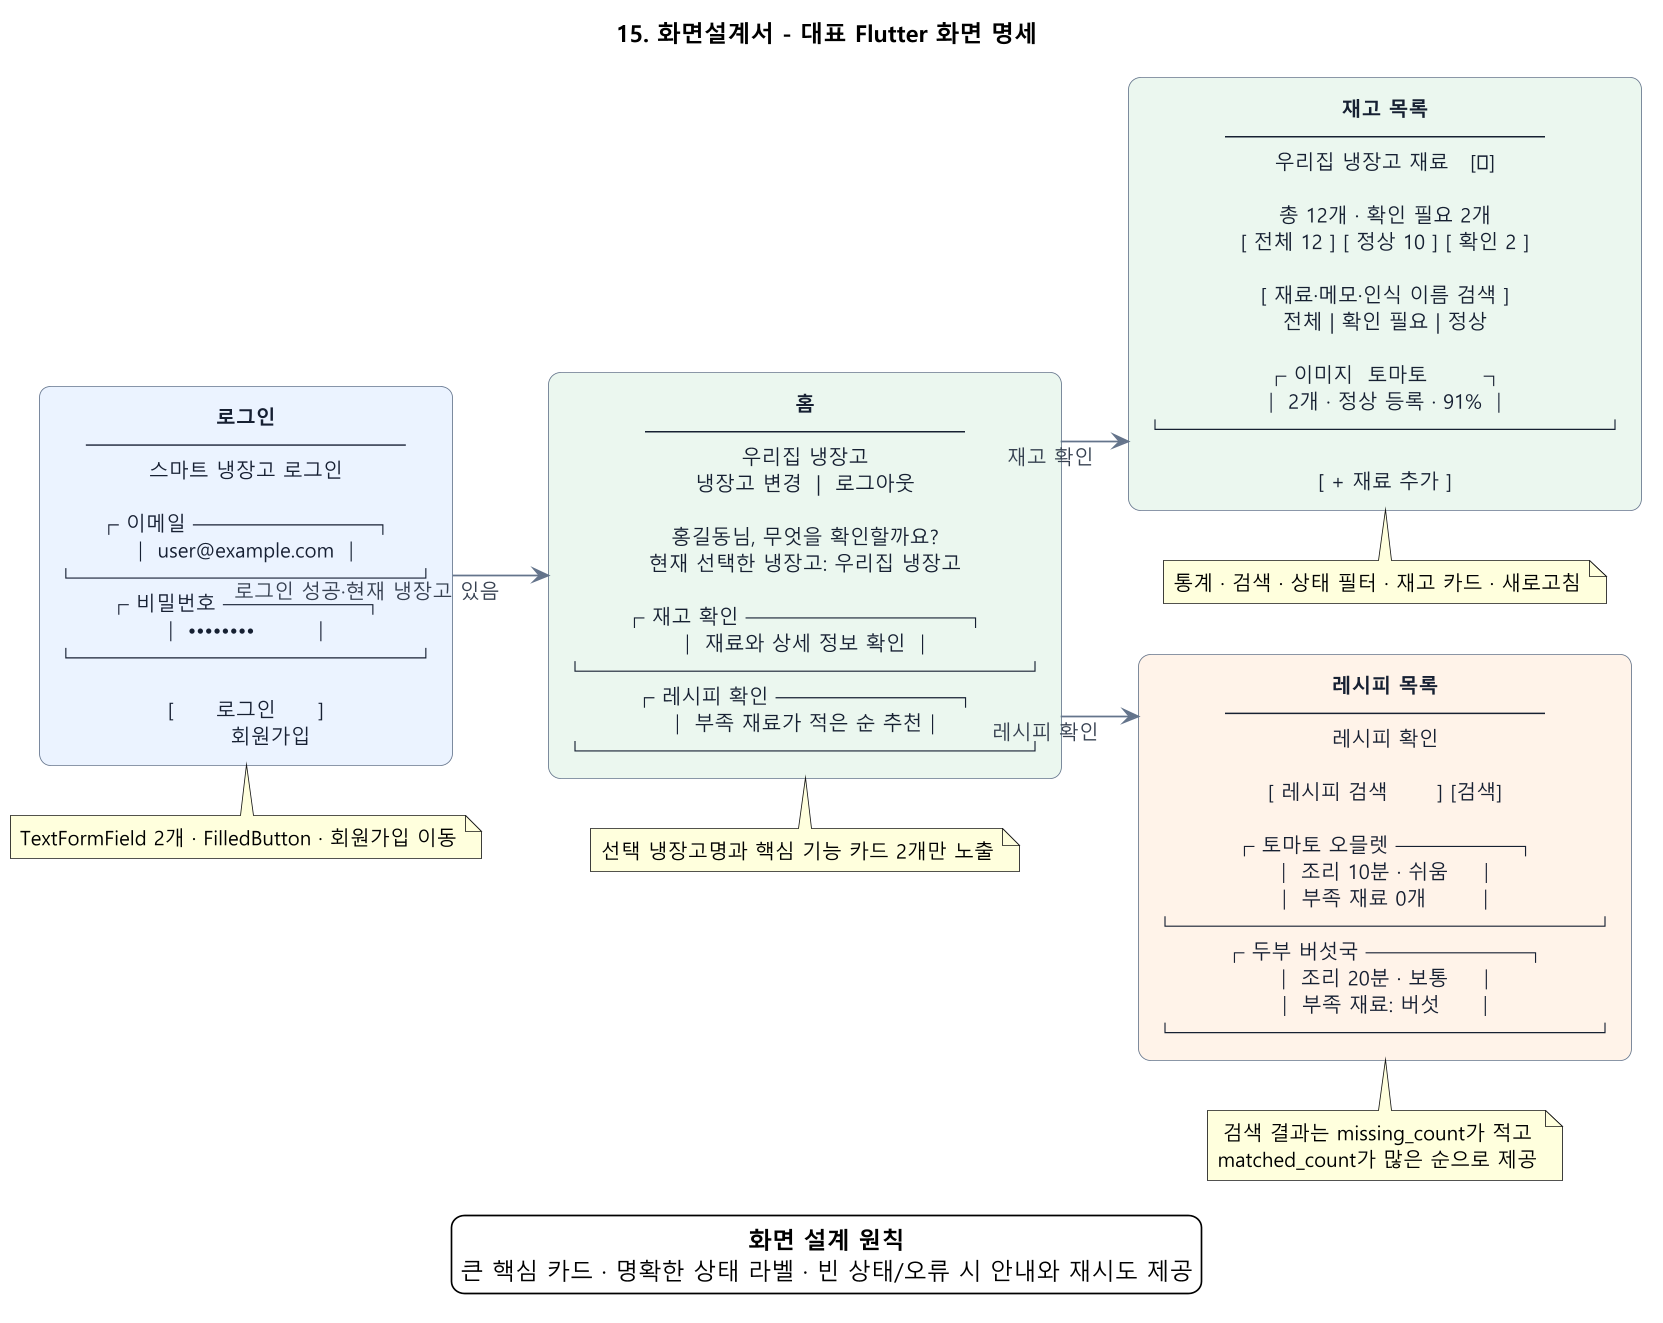 15. 화면설계서 - 대표 Flutter 화면 명세
로그인
스마트 냉장고 로그인
┌ 이메일 ─────────┐
| user@example.com |
└─────────────────┘
┌ 비밀번호 ───────┐
| •••••••• |
└─────────────────┘
[ 로그인 ]
회원가입
TextFormField 2개 · FilledButton · 회원가입 이동
로그인 성공·현재 냉장고 있음
홈
우리집 냉장고
냉장고 변경 | 로그아웃
홍길동님, 무엇을 확인할까요?
현재 선택한 냉장고: 우리집 냉장고
┌ 재고 확인 ───────────┐
| 재료와 상세 정보 확인 |
└──────────────────────┘
┌ 레시피 확인 ─────────┐
| 부족 재료가 적은 순 추천 |
└──────────────────────┘
선택 냉장고명과 핵심 기능 카드 2개만 노출
재고 확인
레시피 확인
재고 목록
우리집 냉장고 재료 [▯]
총 12개 · 확인 필요 2개
[ 전체 12 ] [ 정상 10 ] [ 확인 2 ]
[ 재료·메모·인식 이름 검색 ]
전체 | 확인 필요 | 정상
┌ 이미지 토마토 ┐
| 2개 · 정상 등록 · 91% |
└──────────────────────┘
[ + 재료 추가 ]
통계 · 검색 · 상태 필터 · 재고 카드 · 새로고침
레시피 목록
레시피 확인
[ 레시피 검색 ] [검색]
┌ 토마토 오믈렛 ──────┐
| 조리 10분 · 쉬움 |
| 부족 재료 0개 |
└─────────────────────┘
┌ 두부 버섯국 ────────┐
| 조리 20분 · 보통 |
| 부족 재료: 버섯 |
└─────────────────────┘
검색 결과는 missing_count가 적고
matched_count가 많은 순으로 제공
화면 설계 원칙
큰 핵심 카드 · 명확한 상태 라벨 · 빈 상태/오류 시 안내와 재시도 제공